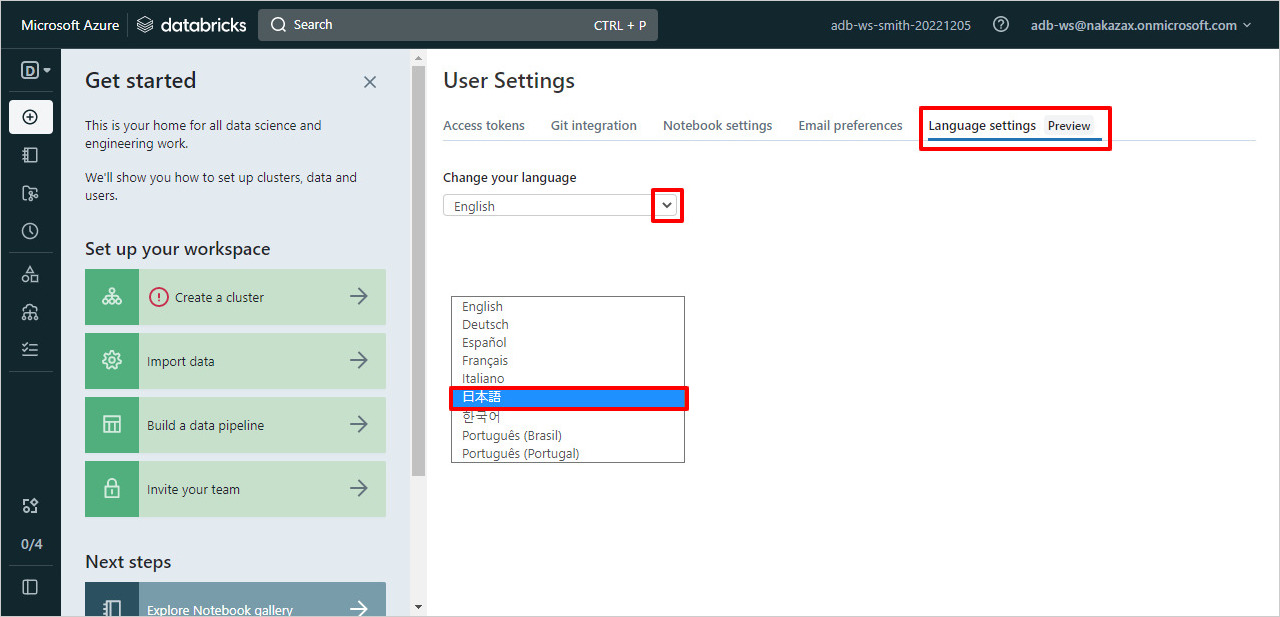 Microsoft Azure databricks Search CTRL + P adb-ws-smith-20221205 adb-ws@nakazax.onmicrosoft.com
D
0/4
Get started
This is your home for all data science and
engineering work.
We'll show you how to set up clusters, data and
users.
Set up your workspace
Create a cluster
Import data
Build a data pipeline
Invite your team
Next steps
Explore Notebook gallery
User Settings
Access tokens Git integration Notebook settings Email preferences Language settings Preview
Change your language
English
English
Deutsch
Español
Français
Italiano
日本語
한국어
Português (Brasil)
Português (Portugal)